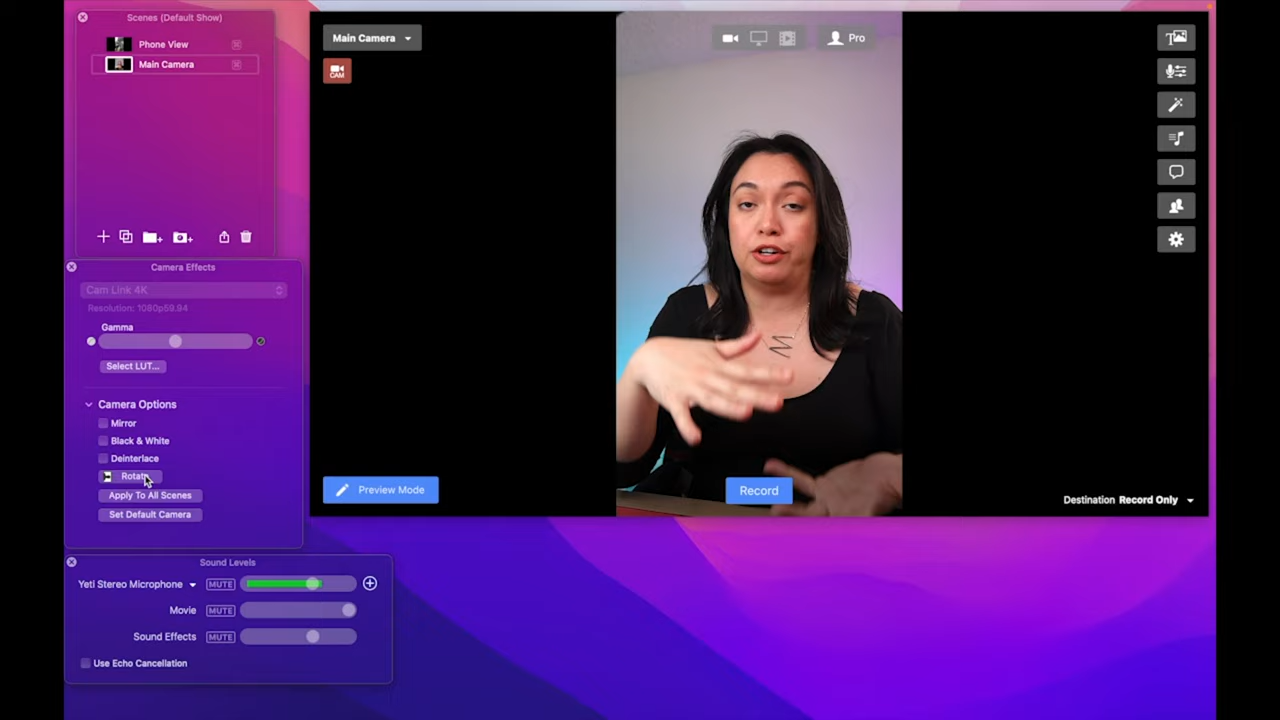 Scenes (Default Show)
Phone View
Main Camera
Camera Effects
Cam Link 4K
Resolution: 1080p59.94
Gamma
Select LUT...
Camera Options
Mirror
Black & White
Deinterlace
Rotate
Apply To All Scenes
Set Default Camera
Sound Levels
Yeti Stereo Microphone
MUTE
Movie
MUTE
Sound Effects
MUTE
Use Echo Cancellation
Main Camera
CAM
Pro
Preview Mode
Record
Destination Record Only